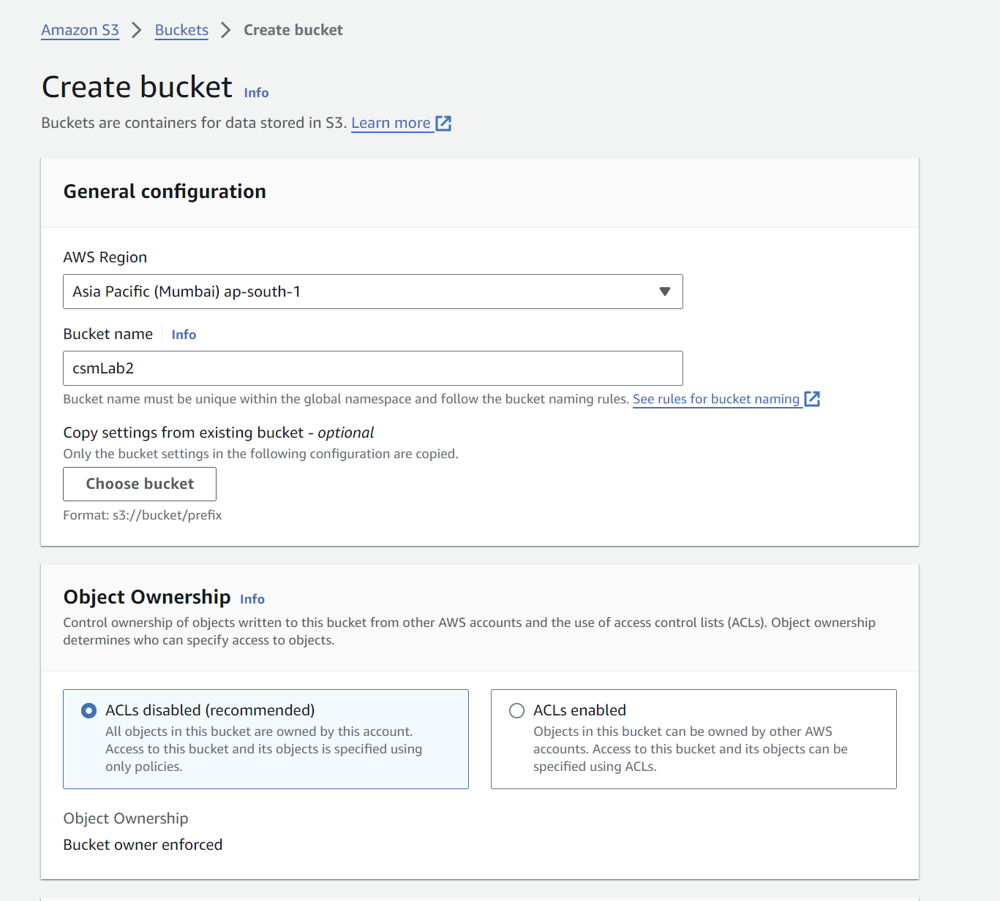 Amazon S3 > Buckets > Create bucket
Create bucket Info
Buckets are containers for data stored in S3. Learn more
General configuration
AWS Region
Asia Pacific (Mumbai) ap-south-1
Bucket name Info
csmLab2
Bucket name must be unique within the global namespace and follow the bucket naming rules. See rules for bucket naming
Copy settings from existing bucket - optional
Only the bucket settings in the following configuration are copied.
Choose bucket
Format: s3://bucket/prefix
Object Ownership Info
Control ownership of objects written to this bucket from other AWS accounts and the use of access control lists (ACLs). Object ownership
determines who can specify access to objects.
ACLs disabled (recommended)
All objects in this bucket are owned by this account.
Access to this bucket and its objects is specified using
only policies.
ACLs enabled
Objects in this bucket can be owned by other AWS
accounts. Access to this bucket and its objects can be
specified using ACLs.
Object Ownership
Bucket owner enforced